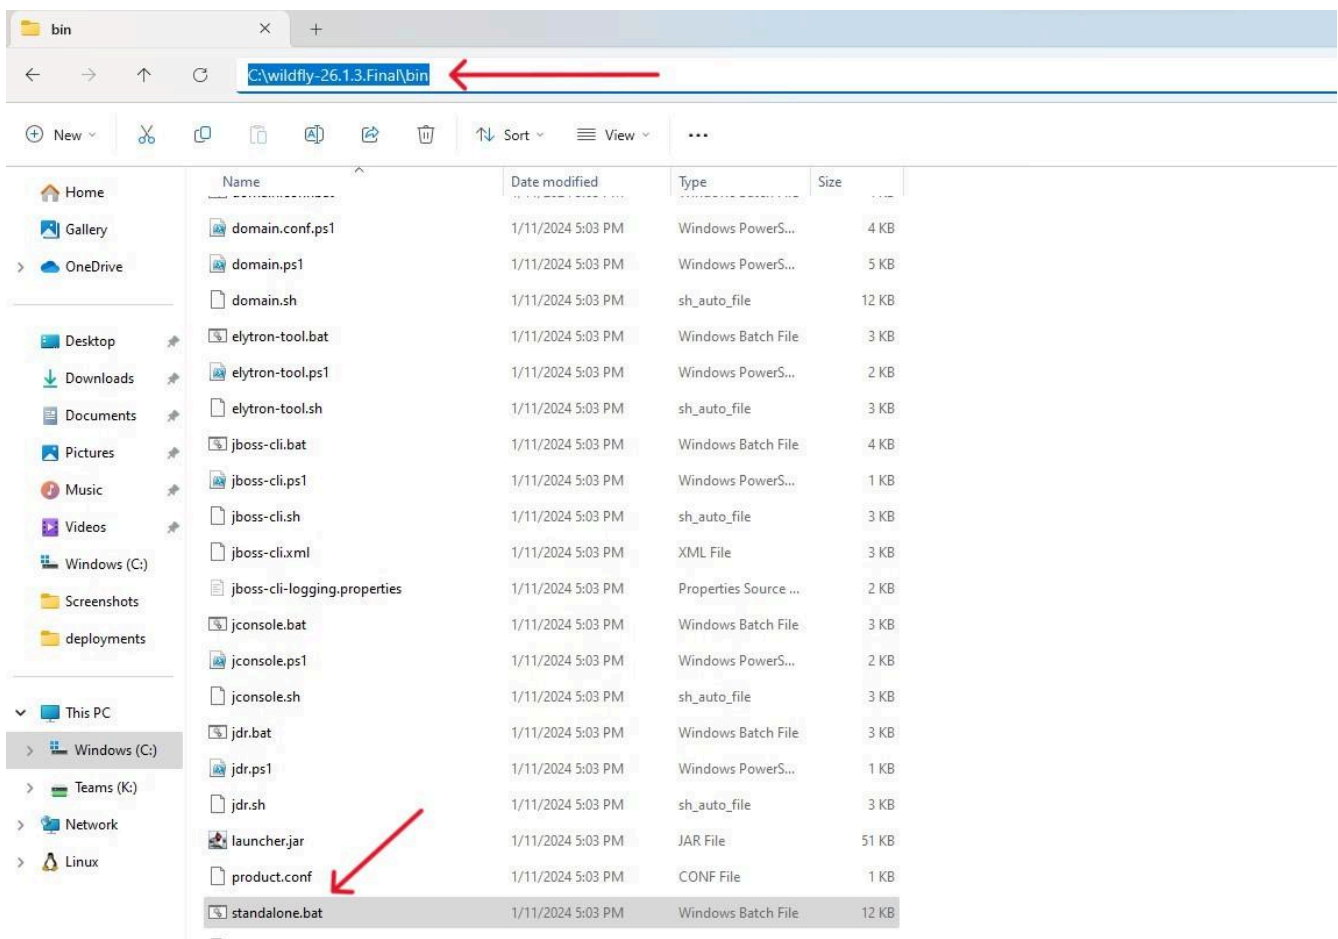 bin
C:\wildfly-26.1.3.Final\bin
New Sort View
Name Date modified Type Size
domain.conf.ps1 1/11/2024 5:03 PM Windows PowerS... 4 KB
domain.ps1 1/11/2024 5:03 PM Windows PowerS... 5 KB
domain.sh 1/11/2024 5:03 PM sh_auto_file 12 KB
elytron-tool.bat 1/11/2024 5:03 PM Windows Batch File 3 KB
elytron-tool.ps1 1/11/2024 5:03 PM Windows PowerS... 2 KB
elytron-tool.sh 1/11/2024 5:03 PM sh_auto_file 3 KB
jboss-cli.bat 1/11/2024 5:03 PM Windows Batch File 4 KB
jboss-cli.ps1 1/11/2024 5:03 PM Windows PowerS... 1 KB
jboss-cli.sh 1/11/2024 5:03 PM sh_auto_file 3 KB
jboss-cli.xml 1/11/2024 5:03 PM XML File 3 KB
jboss-cli-logging.properties 1/11/2024 5:03 PM Properties Source ... 2 KB
jconsole.bat 1/11/2024 5:03 PM Windows Batch File 3 KB
jconsole.ps1 1/11/2024 5:03 PM Windows PowerS... 2 KB
jconsole.sh 1/11/2024 5:03 PM sh_auto_file 3 KB
jdr.bat 1/11/2024 5:03 PM Windows Batch File 3 KB
jdr.ps1 1/11/2024 5:03 PM Windows PowerS... 1 KB
jdr.sh 1/11/2024 5:03 PM sh_auto_file 3 KB
launcher.jar 1/11/2024 5:03 PM JAR File 51 KB
product.conf 1/11/2024 5:03 PM CONF File 1 KB
standalone.bat 1/11/2024 5:03 PM Windows Batch File 12 KB
Home
Gallery
OneDrive
Desktop
Downloads
Documents
Pictures
Music
Videos
Windows (C:)
Screenshots
deployments
This PC
Windows (C:)
Teams (K:)
Network
Linux